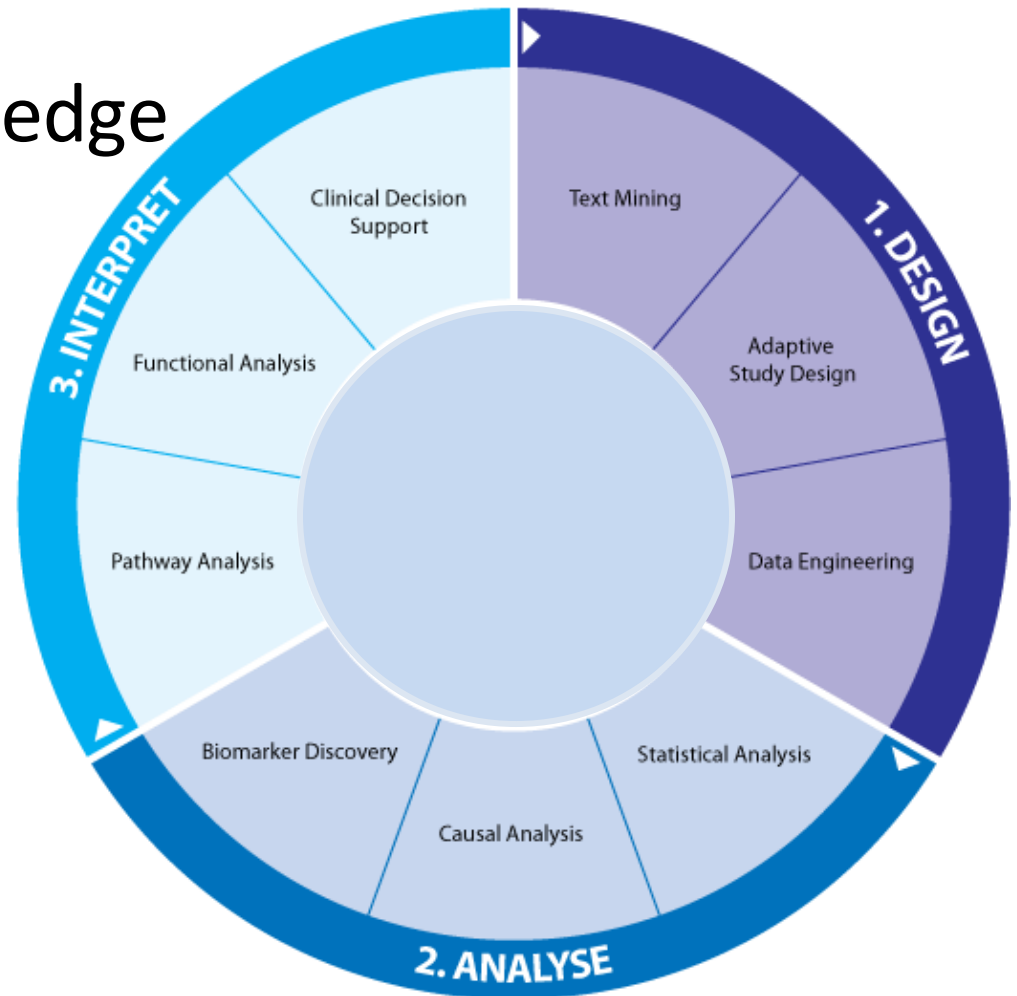 edge
1. DESIGN
Text Mining
Adaptive
Study Design
Data Engineering
2. ANALYSE
Statistical Analysis
Causal Analysis
Biomarker Discovery
3. INTERPRET
Pathway Analysis
Functional Analysis
Clinical Decision
Support